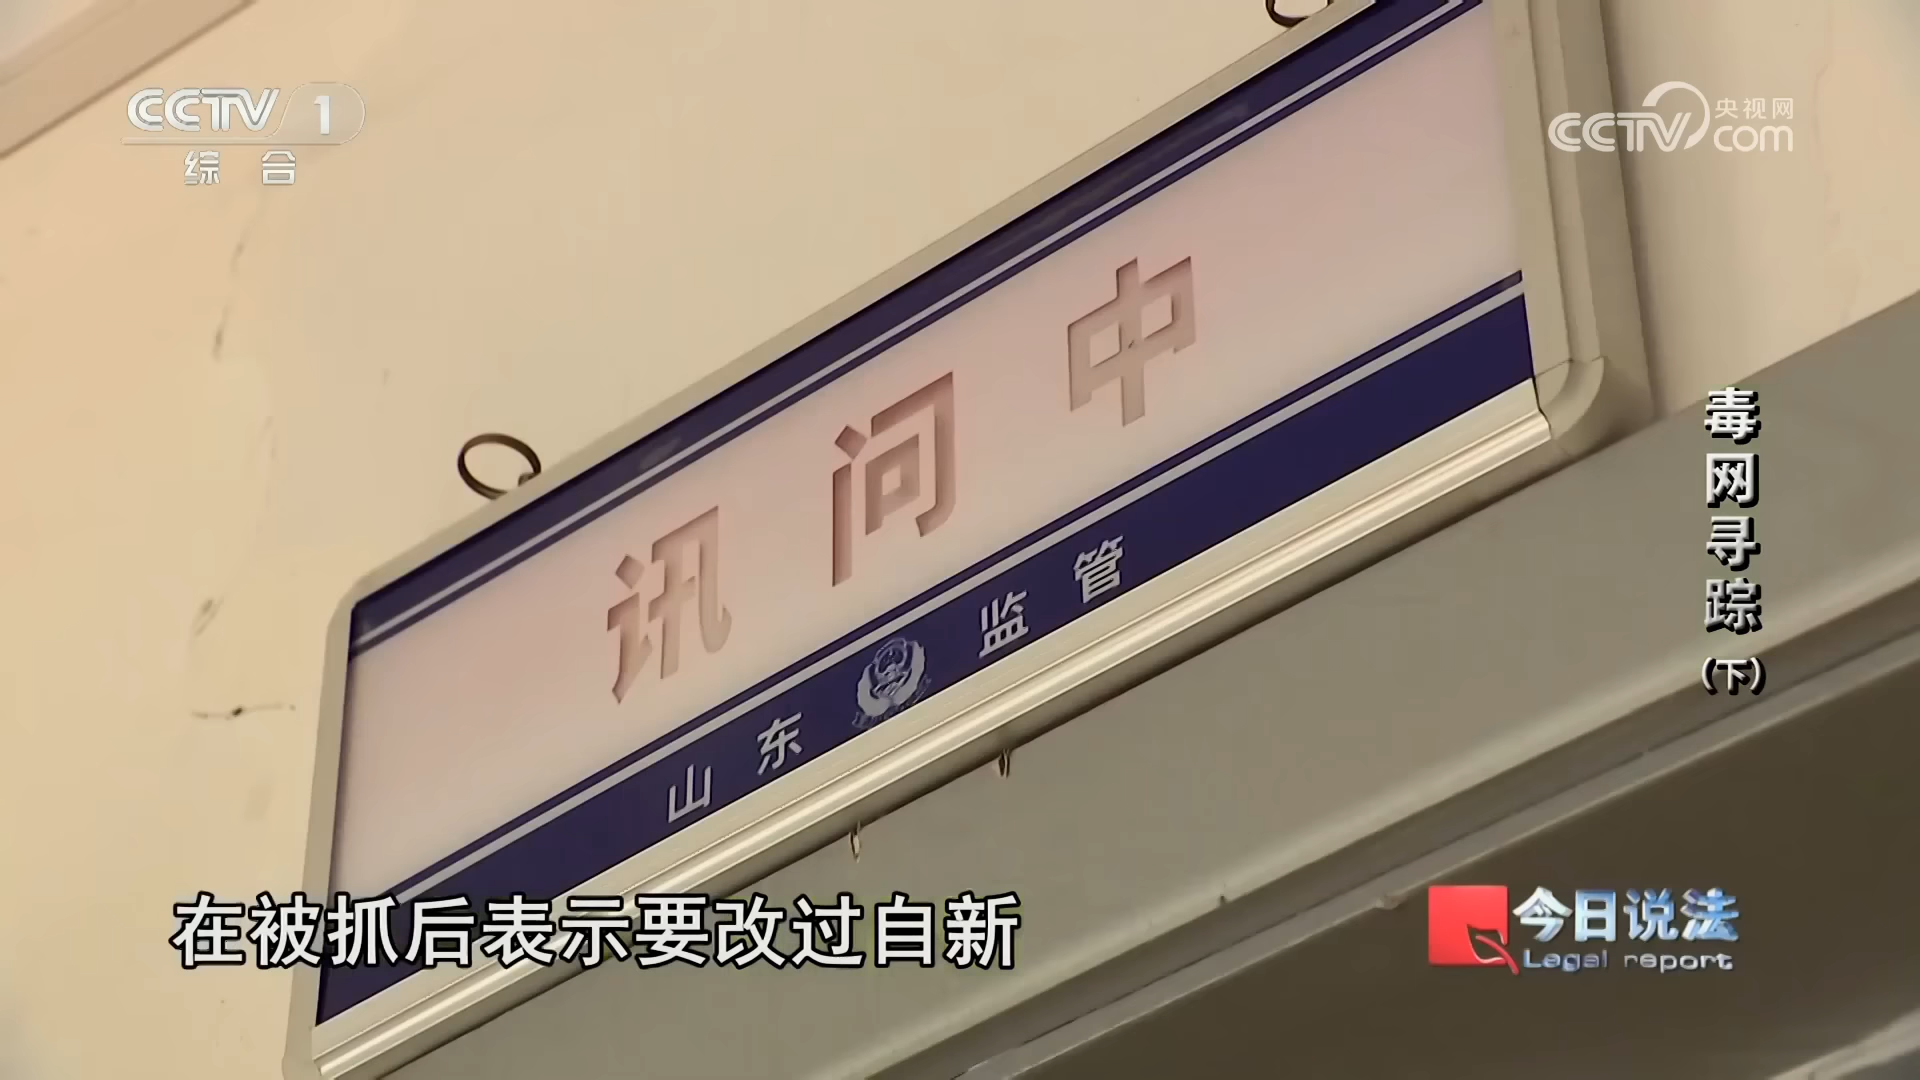 CCTV 1
综合
央视网
CCTV.com
讯问中
山东 监管
毒网寻踪(下)
在被抓后表示要改过自新
今日说法
Legal report